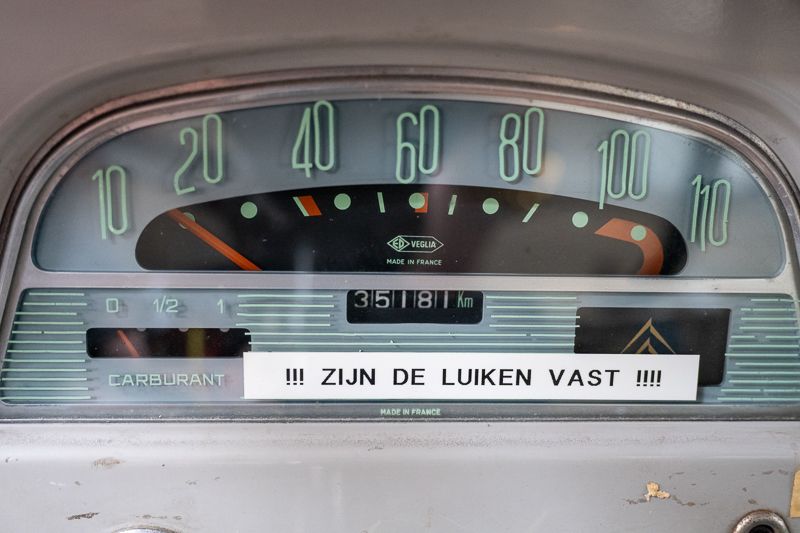 10 20 40 60 80 100 110
ED VEGLIA
MADE IN FRANCE
0 1/2 1
35181 Km
CARBURANT
!!! ZIJN DE LUIKEN VAST !!!!
MADE IN FRANCE